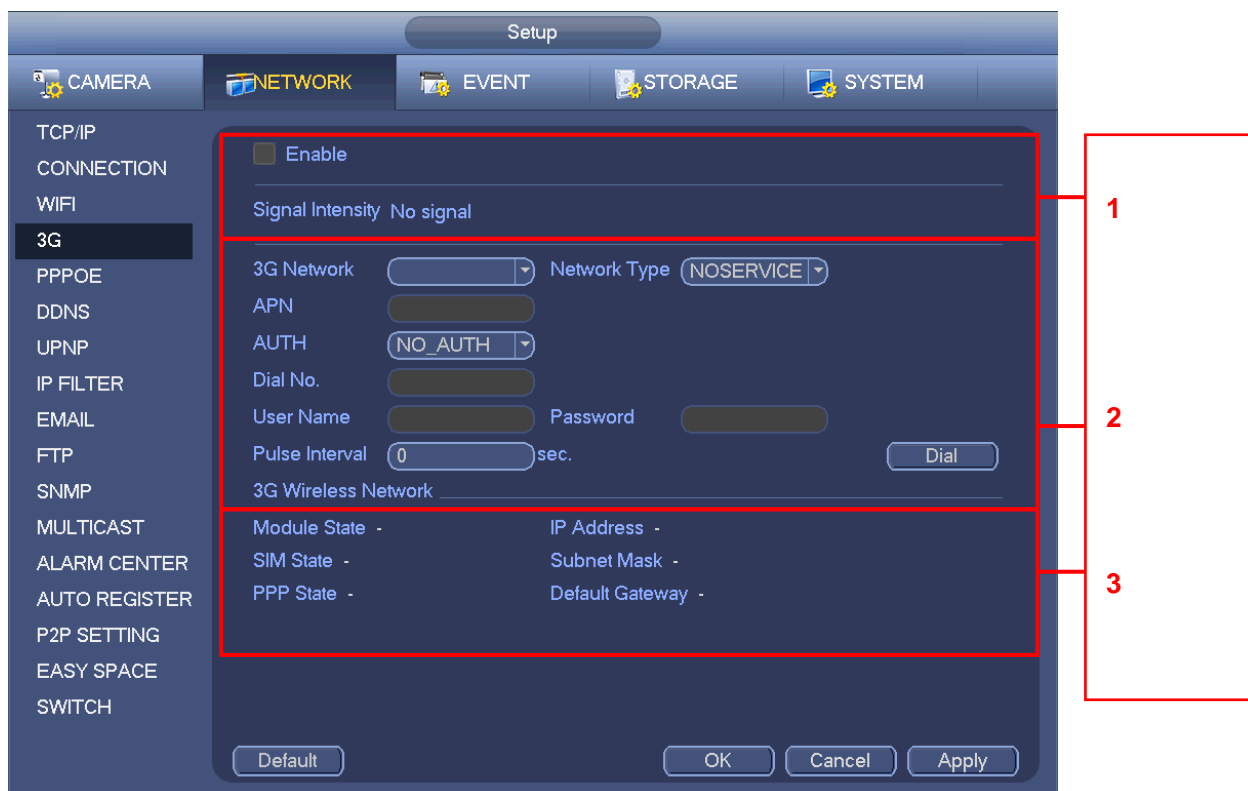 Setup
CAMERA NETWORK EVENT STORAGE SYSTEM
TCP/IP
CONNECTION
WIFI
3G
PPPOE
DDNS
UPNP
IP FILTER
EMAIL
FTP
SNMP
MULTICAST
ALARM CENTER
AUTO REGISTER
P2P SETTING
EASY SPACE
SWITCH
Enable
Signal Intensity No signal
3G Network Network Type NOSERVICE
APN
AUTH NO_AUTH
Dial No.
User Name Password
Pulse Interval 0 sec. Dial
3G Wireless Network
Module State - IP Address -
SIM State - Subnet Mask -
PPP State - Default Gateway -
Default OK Cancel Apply
1
2
3